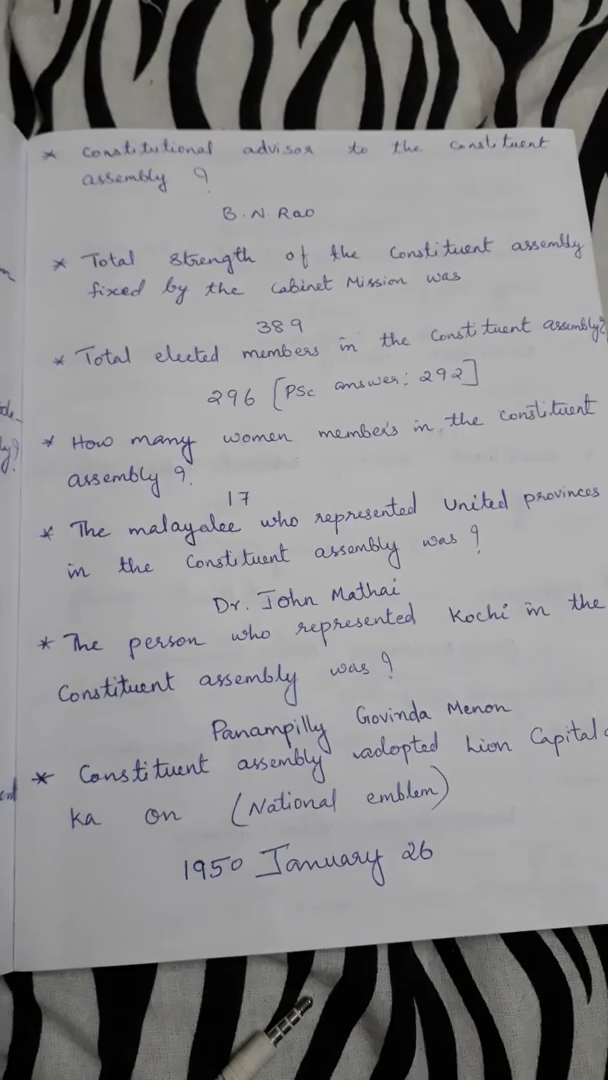 * Constitutional advisor to the Constituent
assembly ?
B.N. Rao
* Total strength of the Constituent assembly
fixed by the Cabinet Mission was
389
* Total elected members in the Constituent assembly?
296 [PSC answer: 292]
* How many women members in the constituent
assembly ?
17
* The malayalee who represented United provinces
in the Constituent assembly was ?
Dr. John Mathai
* The person who represented Kochi in the
Constituent assembly was ?
Panampilly Govinda Menon
* Constituent assembly adopted Lion Capital
ka on (National emblem)
1950 January 26